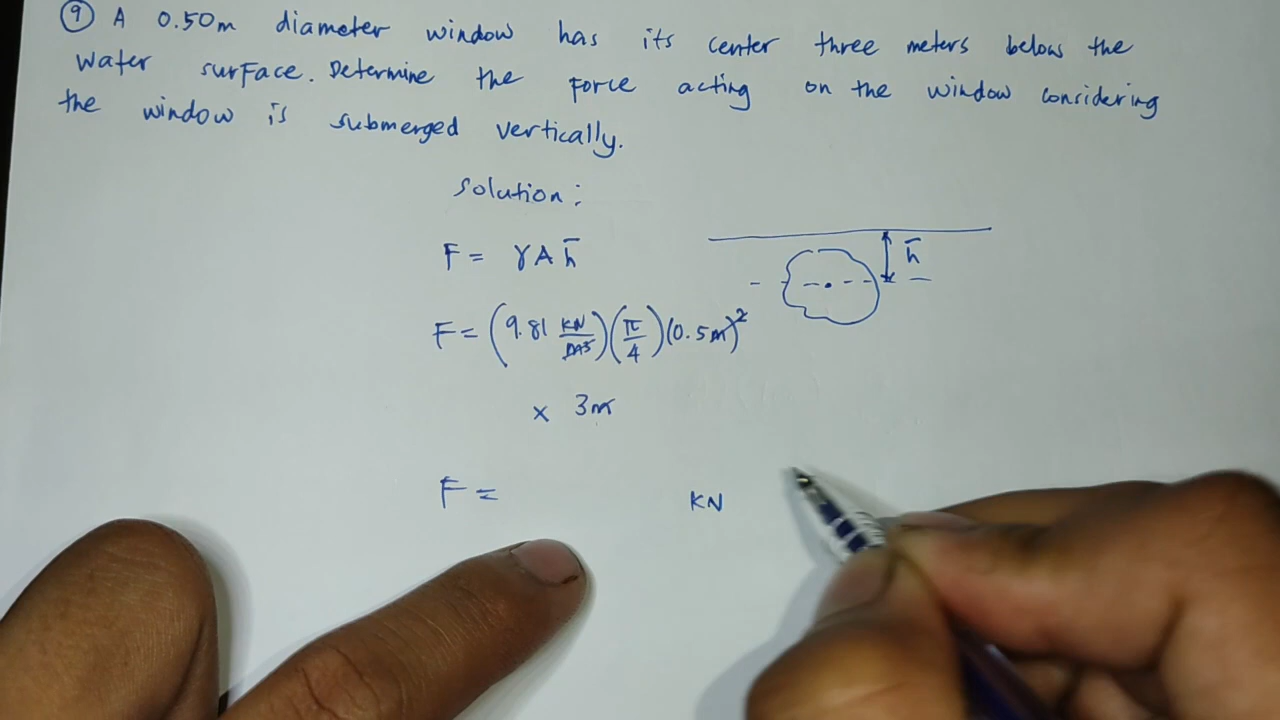 9 A 0.50m diameter window has its center three meters below the
water surface. Determine the force acting on the window considering
the window is submerged vertically.
Solution:
F = γAh̄
h̄
F = (9.81 KN/m³)(π/4)(0.5m)²
x 3m
F = KN